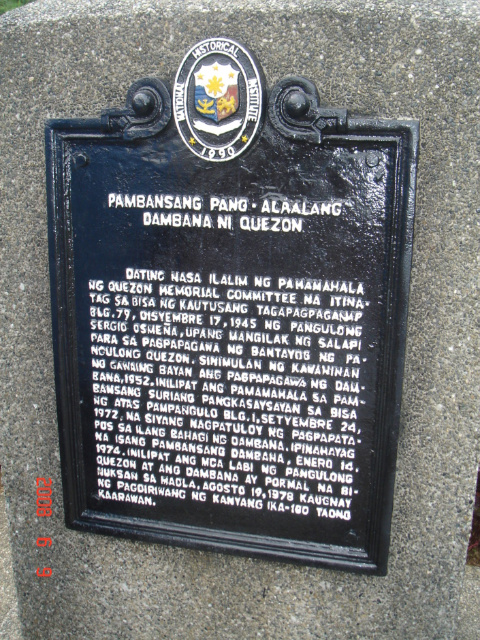 NATIONAL HISTORICAL INSTITUTE
1990
PAMBANSANG PANG-ALAALANG
DAMBANA NI QUEZON
DATING NASA ILALIM NG PAMAMAHALA
NG QUEZON MEMORIAL COMMITTEE NA ITINA-
TAG SA BISA NG KAUTUSANG TAGAPAGPAGANAP
BLG. 79, DISYEMBRE 17, 1945 NG PANGULONG
SERGIO OSMEÑA, UPANG MANGILAK NG SALAPI
PARA SA PAGPAPAGAWA NG BANTAYOG NG PA-
NGULONG QUEZON. SINIMULAN NG KAWANIHAN
NG GAWAING BAYAN ANG PAGPAPAGAWA NG DAM-
BANA, 1952. INILIPAT ANG PAMAMAHALA SA PAM-
BANSANG SURIANG PANGKASAYSAYAN SA BISA
NG ATAS PAMPANGULO BLG. 1, SETYEMBRE 24,
1972, NA SIYANG NAGPATULOY NG PAGPAPATA-
POS SA ILANG BAHAGI NG DAMBANA. IPINAHAYAG
NA ISANG PAMBANSANG DAMBANA, ENERO 14,
1974. INILIPAT ANG MGA LABI NG PANGULONG
QUEZON AT ANG DAMBANA AY PORMAL NA BI-
NUKSAN SA MADLA, AGOSTO 19, 1978 KAUGNAY
NG PAGDIRIWANG NG KANYANG IKA-100 TAONG
KAARAWAN.
6 9 2008